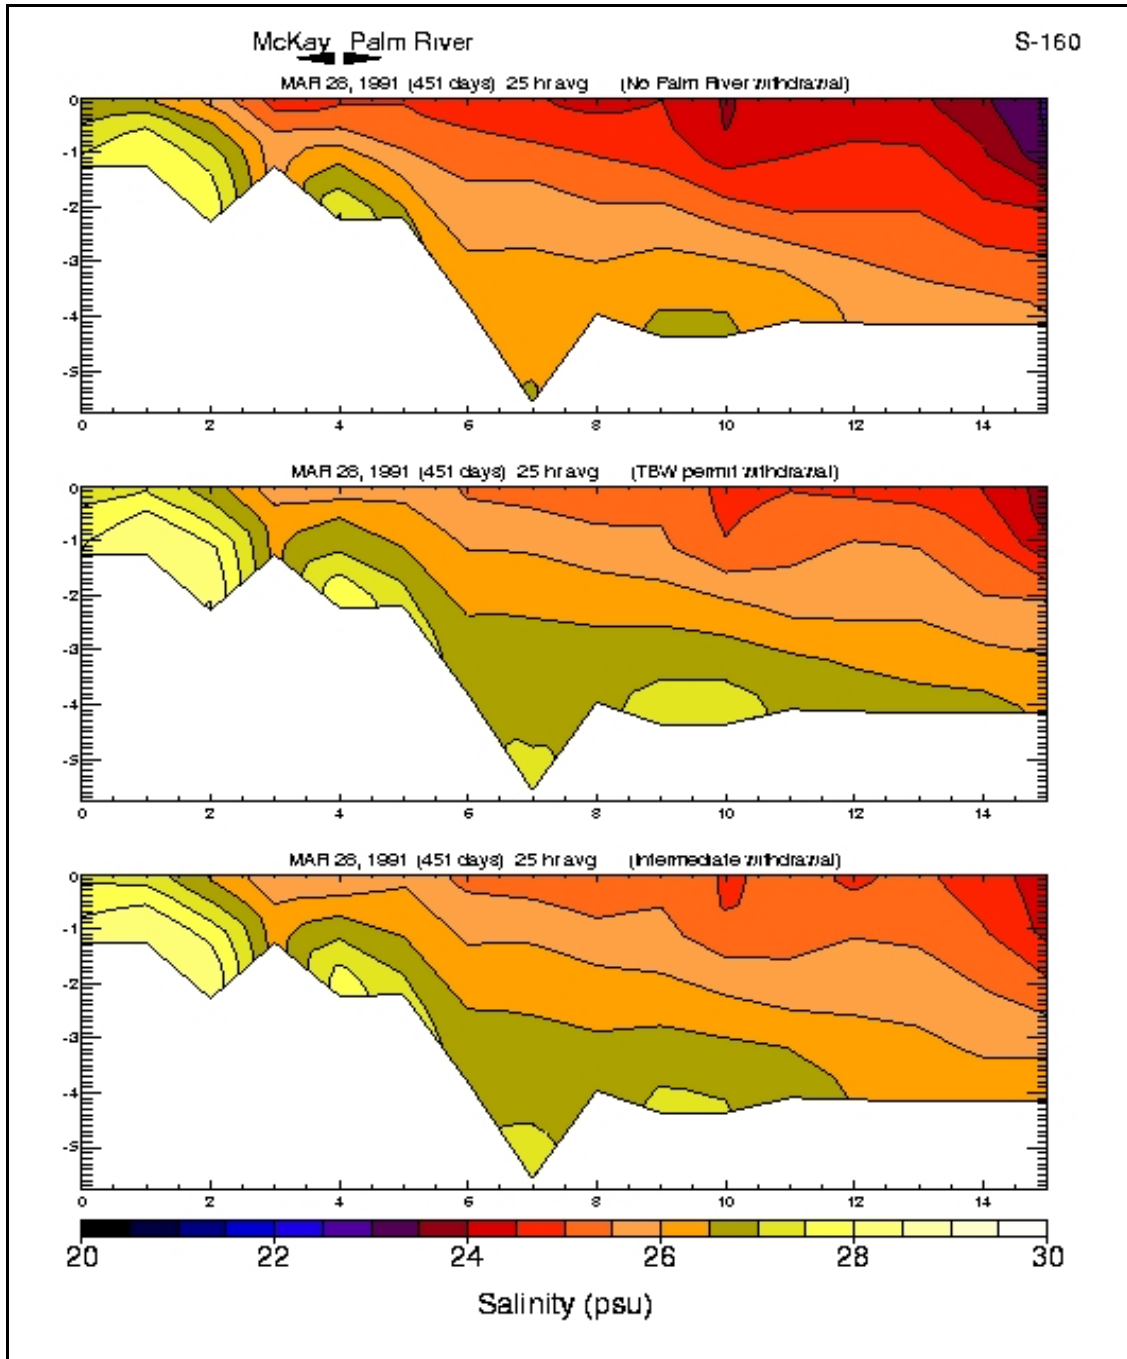 McKay Palm River
S-160
MAR 28, 1991 (451 days) 25 hr avg (No Palm River withdrawal)
0
-1
-2
-3
-4
-5
0 2 4 6 8 10 12 14
MAR 28, 1991 (451 days) 25 hr avg (TBW permit withdrawal)
0
-1
-2
-3
-4
-5
0 2 4 6 8 10 12 14
MAR 28, 1991 (451 days) 25 hr avg (Intermediate withdrawal)
0
-1
-2
-3
-4
-5
0 2 4 6 8 10 12 14
20 22 24 26 28 30
Salinity (psu)